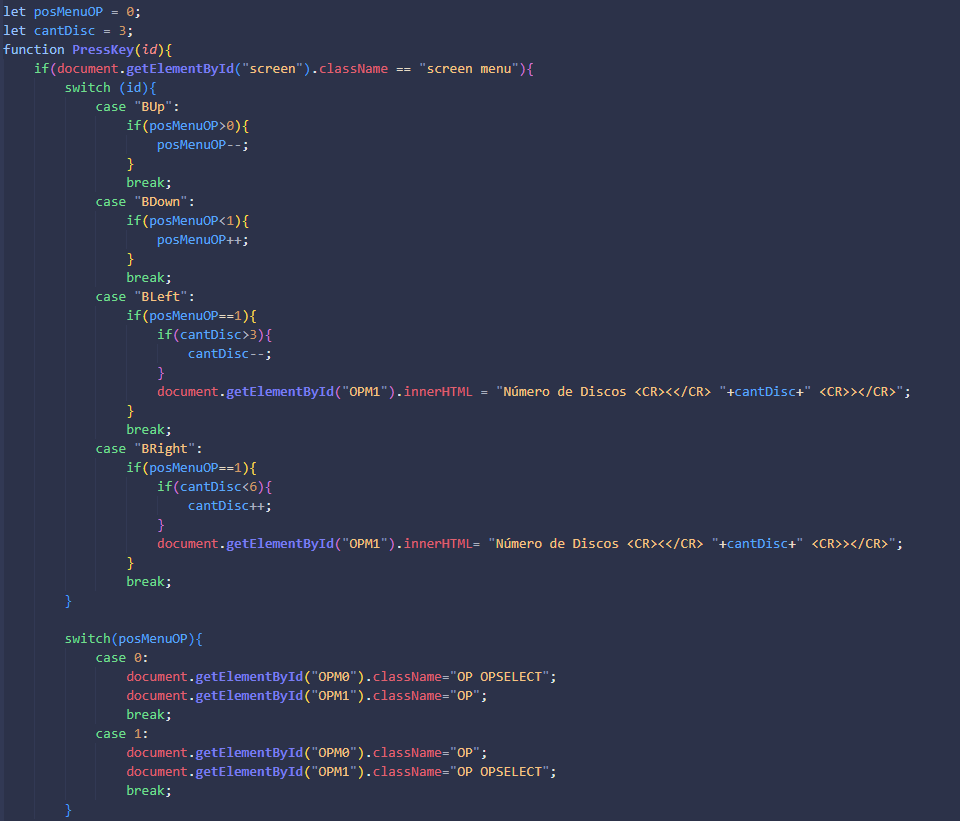 let posMenuOP = 0;
let cantDisc = 3;
function PressKey(id){
    if(document.getElementById("screen").className == "screen menu"){
        switch (id){
            case "BUp":
                if(posMenuOP>0){
                    posMenuOP--;
                }
                break;
            case "BDown":
                if(posMenuOP<1){
                    posMenuOP++;
                }
                break;
            case "BLeft":
                if(posMenuOP==1){
                    if(cantDisc>3){
                        cantDisc--;
                    }
                    document.getElementById("OPM1").innerHTML = "Número de Discos <CR><</CR> "+cantDisc+" <CR>></CR>";
                }
                break;
            case "BRight":
                if(posMenuOP==1){
                    if(cantDisc<6){
                        cantDisc++;
                    }
                    document.getElementById("OPM1").innerHTML= "Número de Discos <CR><</CR> "+cantDisc+" <CR>></CR>";
                }
                break;
        }

        switch(posMenuOP){
            case 0:
                document.getElementById("OPM0").className="OP OPSELECT";
                document.getElementById("OPM1").className="OP";
                break;
            case 1:
                document.getElementById("OPM0").className="OP";
                document.getElementById("OPM1").className="OP OPSELECT";
                break;
        }